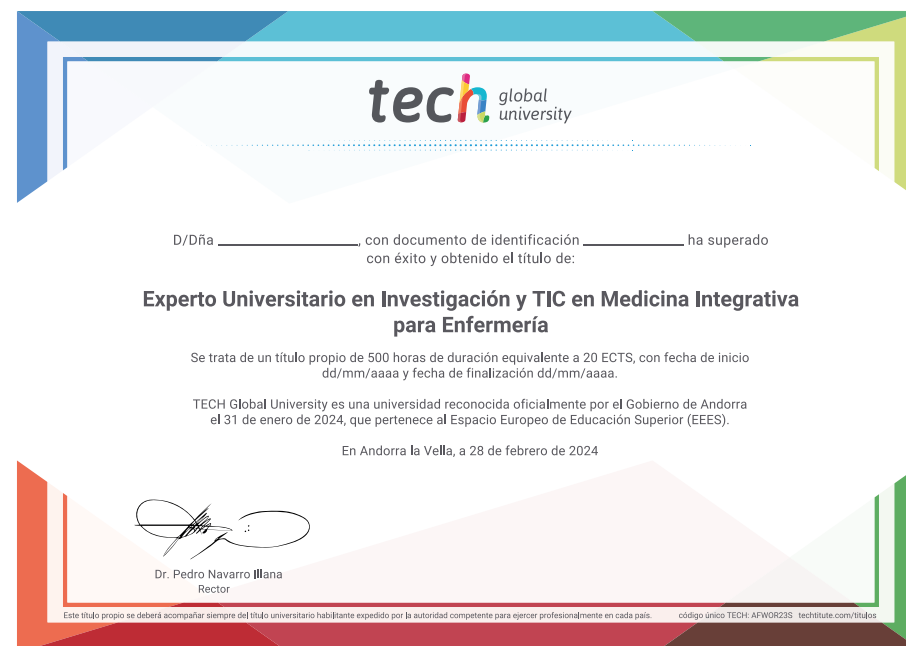 tech global
university
D/Dña ____________________, con documento de identificación ______________ ha superado
con éxito y obtenido el título de:
Experto Universitario en Investigación y TIC en Medicina Integrativa
para Enfermería
Se trata de un título propio de 500 horas de duración equivalente a 20 ECTS, con fecha de inicio
dd/mm/aaaa y fecha de finalización dd/mm/aaaa.
TECH Global University es una universidad reconocida oficialmente por el Gobierno de Andorra
el 31 de enero de 2024, que pertenece al Espacio Europeo de Educación Superior (EEES).
En Andorra la Vella, a 28 de febrero de 2024
Dr. Pedro Navarro Illana
Rector
Este título propio se deberá acompañar siempre del título universitario habilitante expedido por la autoridad competente para ejercer profesionalmente en cada país. código único TECH: AFWOR23S techtitute.com/titulos